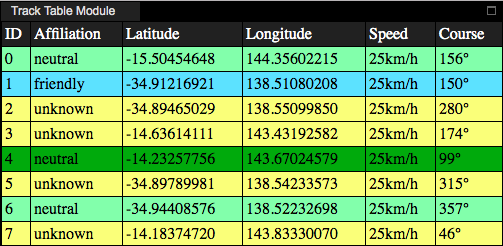 Track Table Module
ID Affiliation Latitude Longitude Speed Course
0 neutral -15.50454648 144.35602215 25km/h 156°
1 friendly -34.91216921 138.51080208 25km/h 150°
2 unknown -34.89465029 138.55099850 25km/h 280°
3 unknown -14.63614111 143.43192582 25km/h 174°
4 neutral -14.23257756 143.67024579 25km/h 99°
5 unknown -34.89789981 138.54233573 25km/h 315°
6 neutral -34.94408576 138.52232698 25km/h 357°
7 unknown -14.18374720 143.83330070 25km/h 46°